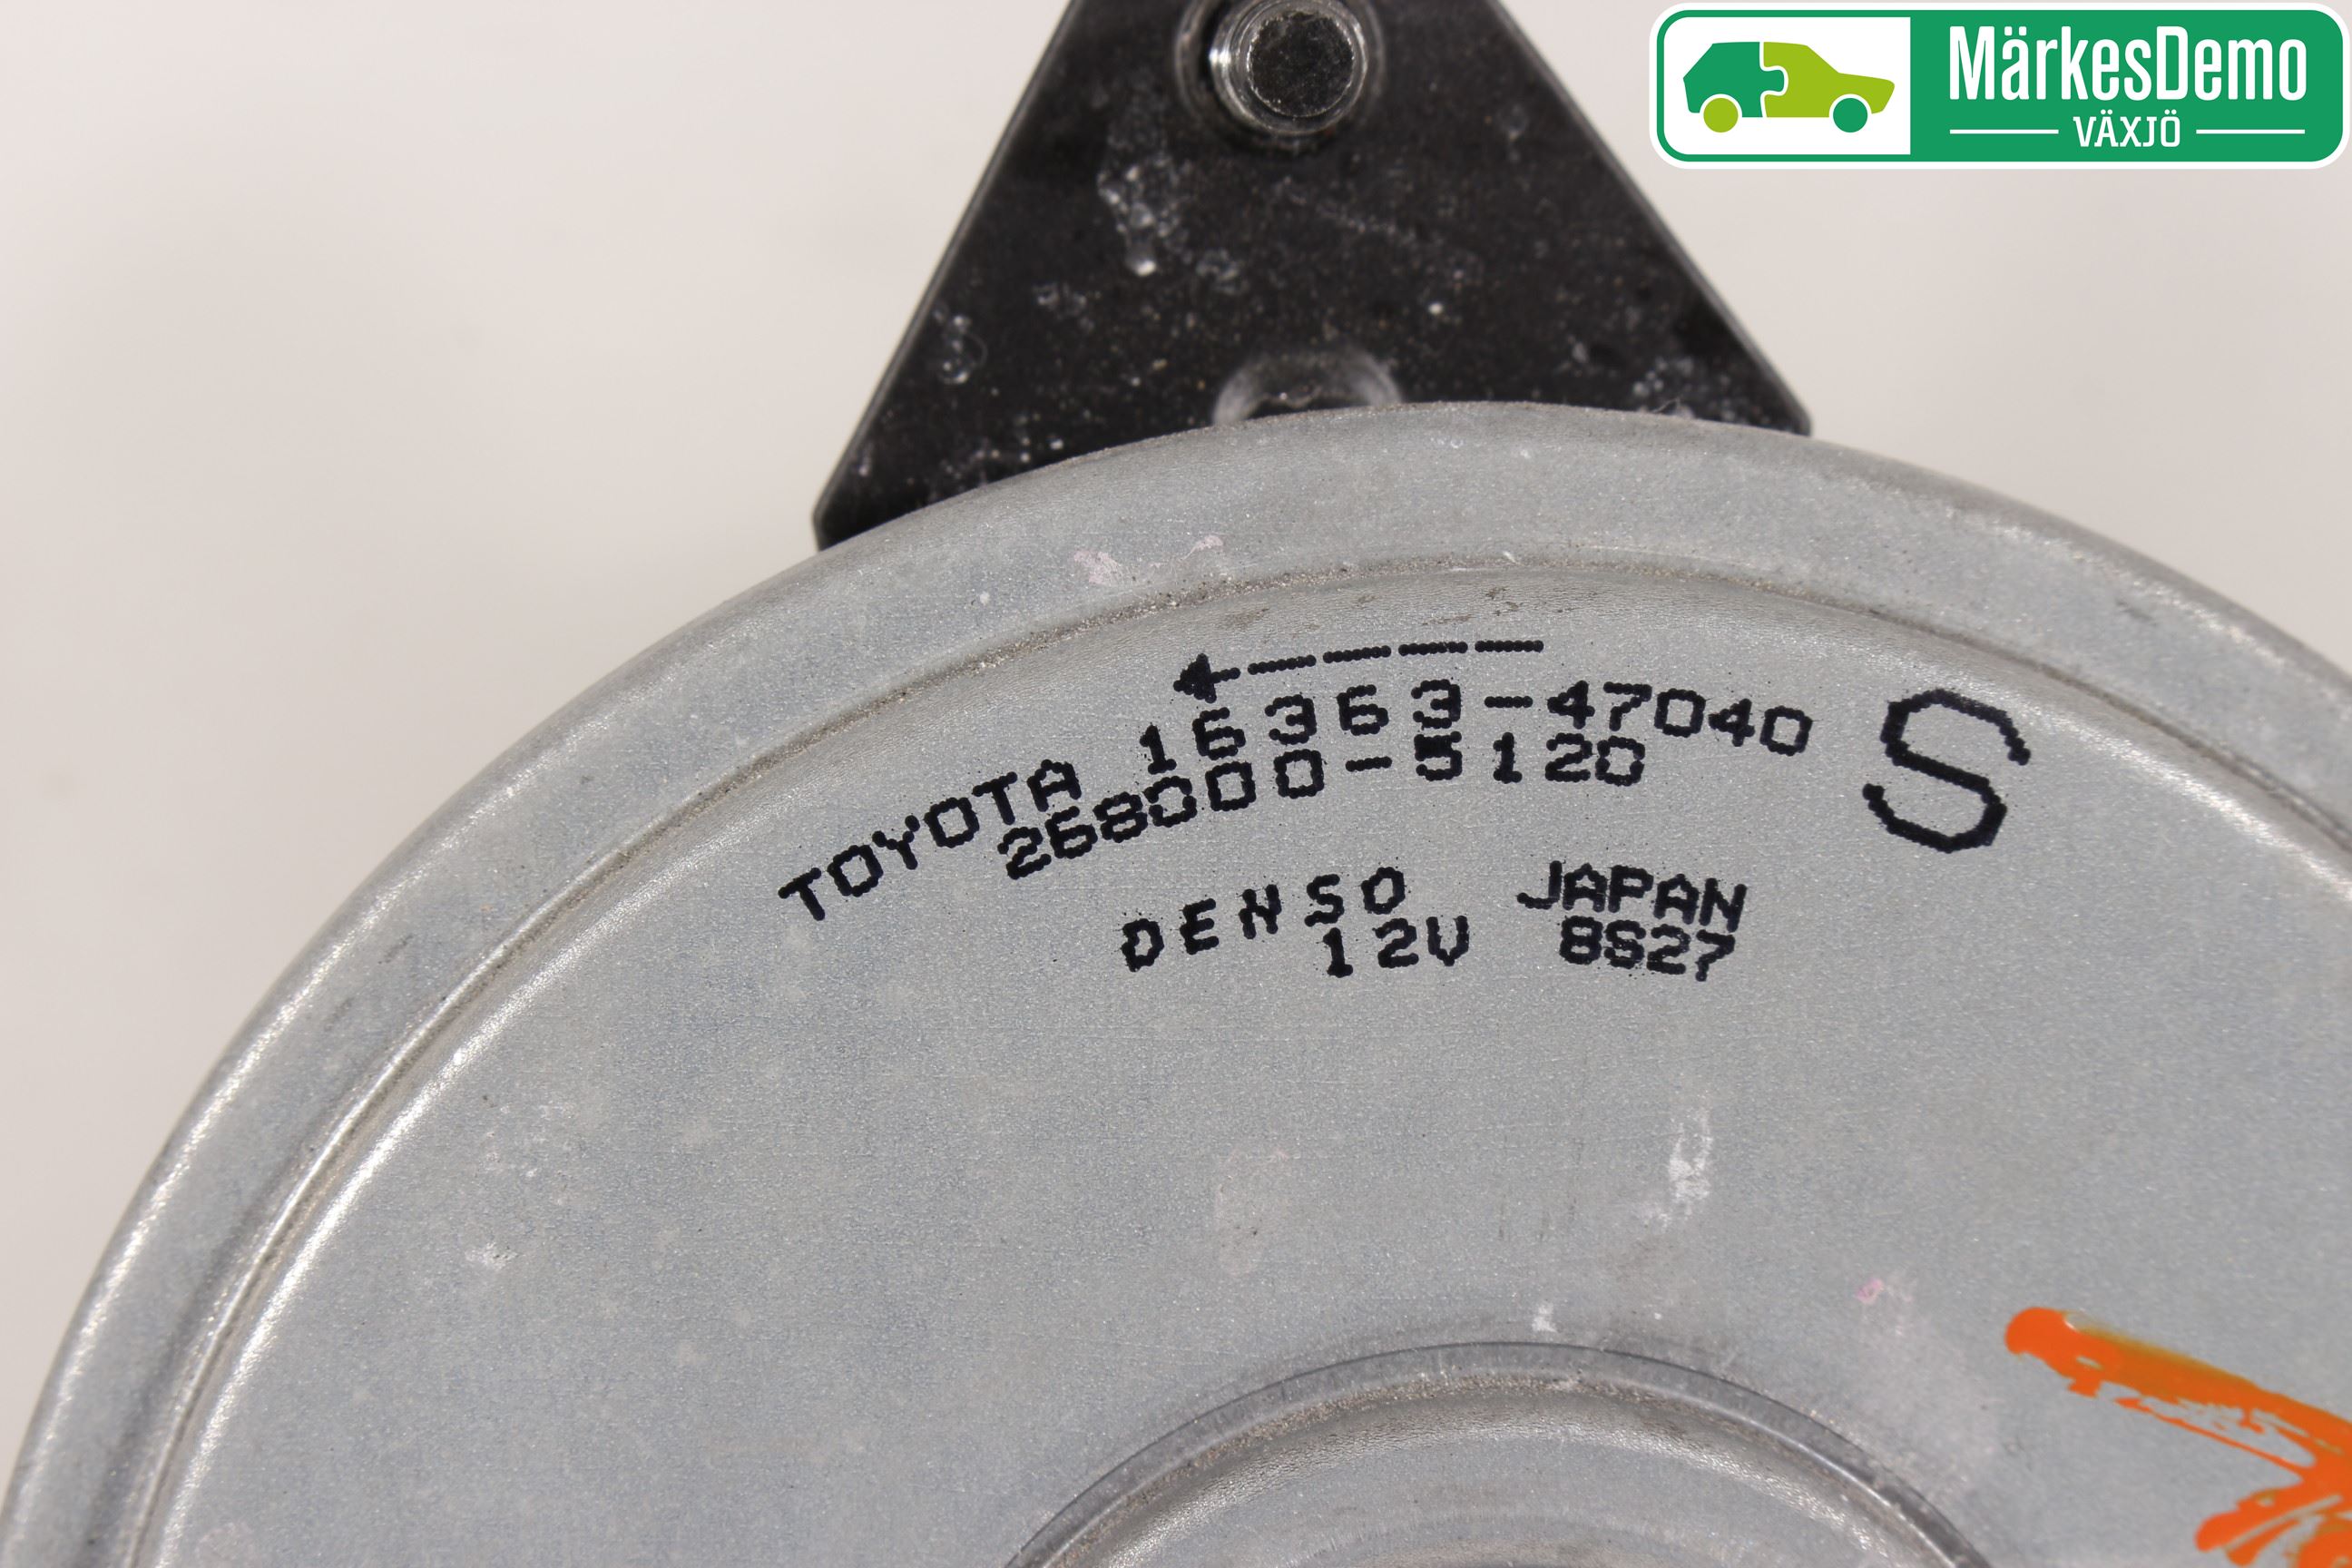 MärkesDemo
VÄXJÖ
TOYOTA 16363-47040
268000-5120
S
DENSO JAPAN
12V 8S27